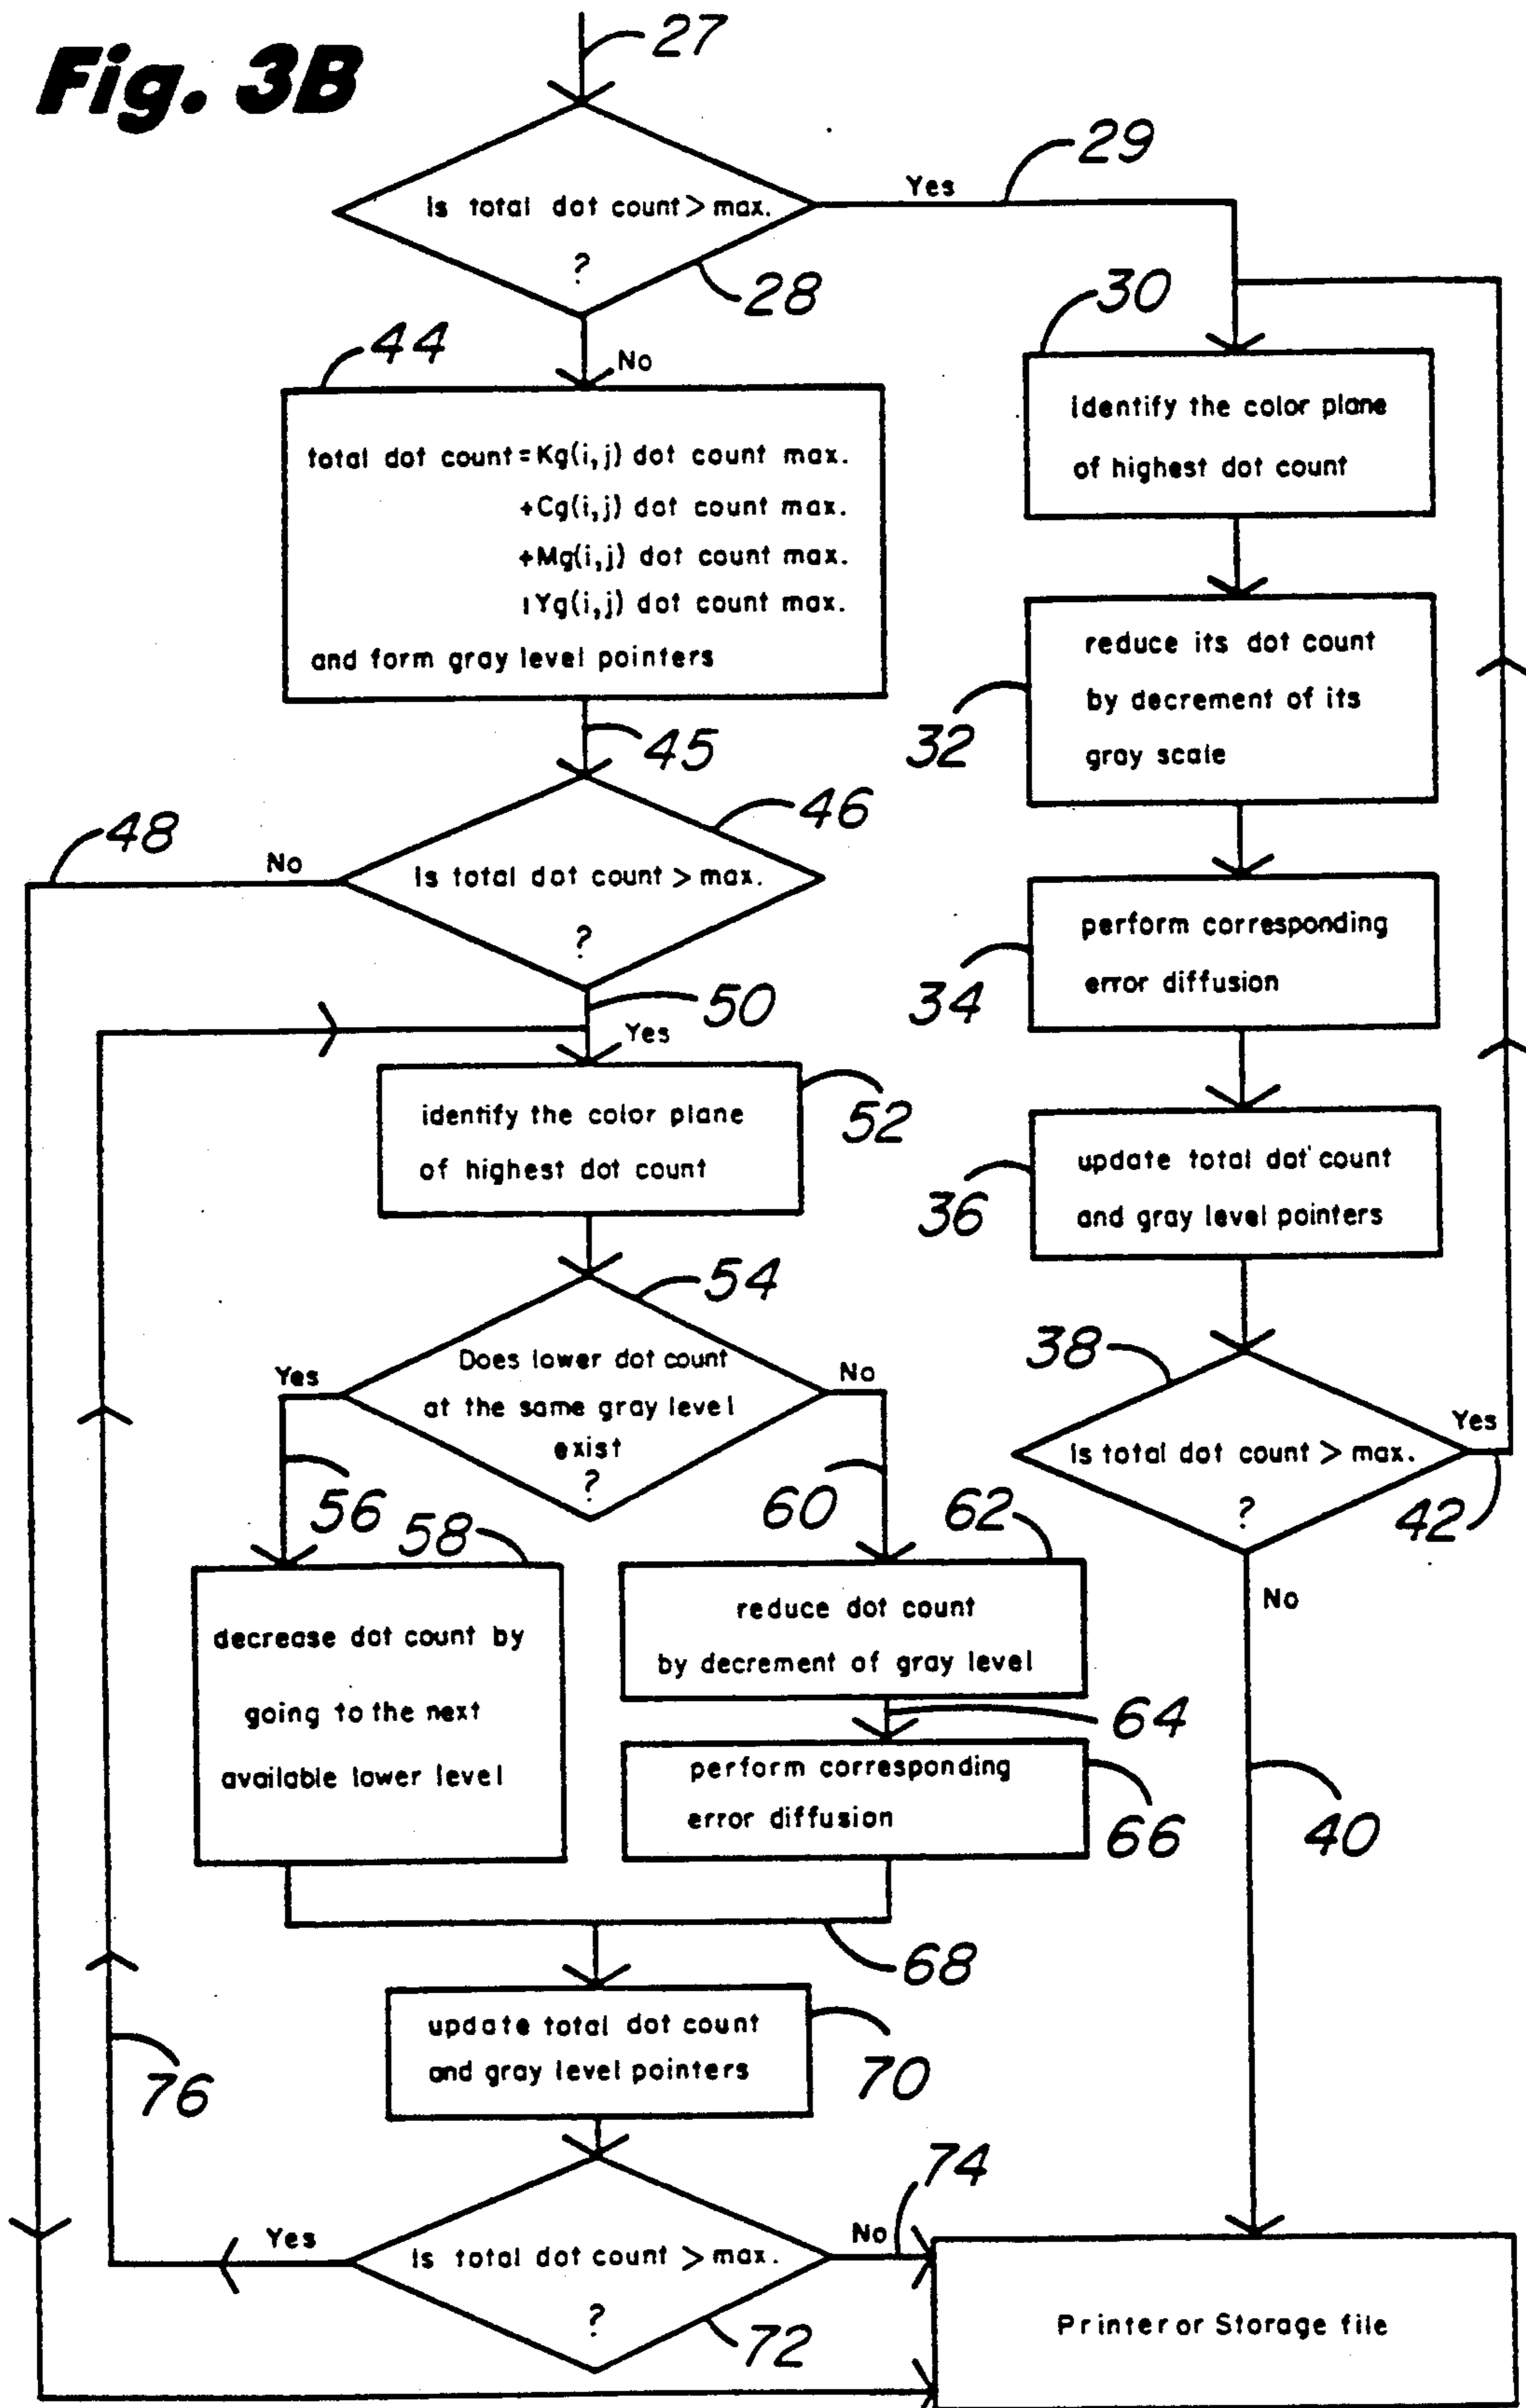 Fig. 3B
27
Is total dot count > max.
?
Yes
29
28
No
44
total dot count = Kg(i,j) dot count max.
+Cg(i,j) dot count max.
+Mg(i,j) dot count max.
ıYg(i,j) dot count max.
and form gray level pointers
30
identify the color plane
of highest dot count
32
reduce its dot count
by decrement of its
gray scale
45
46
48
No
Is total dot count > max.
?
34
perform corresponding
error diffusion
50
Yes
52
identify the color plane
of highest dot count
36
update total dot count
and gray level pointers
54
Does lower dot count
at the same gray level
exist
?
Yes
No
38
Is total dot count > max.
?
Yes
42
No
40
56
58
decrease dot count by
going to the next
available lower level
60
62
reduce dot count
by decrement of gray level
64
perform corresponding
error diffusion
66
68
update total dot count
and gray level pointers
70
76
74
Yes
Is total dot count > max.
?
No
72
Printer or Storage file